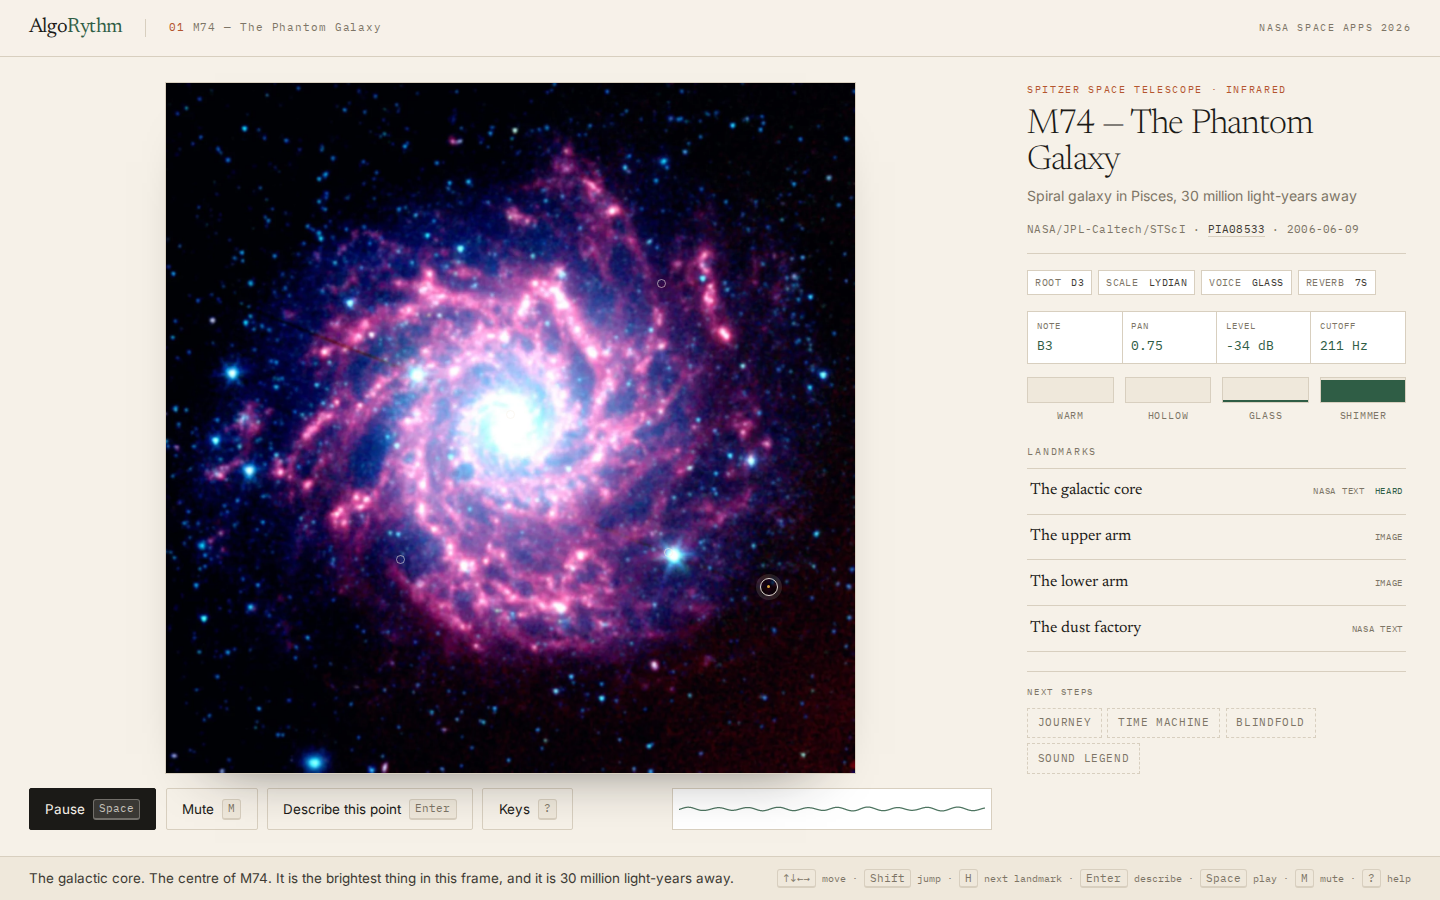 AlgoRythm
01 M74 — The Phantom Galaxy
NASA SPACE APPS 2026
SPITZER SPACE TELESCOPE · INFRARED
M74 — The Phantom
Galaxy
Spiral galaxy in Pisces, 30 million light-years away
NASA/JPL-Caltech/STScI · PIA08533 · 2006-06-09
ROOT D3 SCALE LYDIAN VOICE GLASS REVERB 7S
NOTE PAN LEVEL CUTOFF
B3 0.75 -34 dB 211 Hz
WARM HOLLOW GLASS SHIMMER
LANDMARKS
The galactic core NASA TEXT HEARD
The upper arm IMAGE
The lower arm IMAGE
The dust factory NASA TEXT
NEXT STEPS
JOURNEY TIME MACHINE BLINDFOLD
SOUND LEGEND
Pause Space Mute M Describe this point Enter Keys ?
The galactic core. The centre of M74. It is the brightest thing in this frame, and it is 30 million light-years away.
↑↓←→ move · Shift jump · H next landmark · Enter describe · Space play · M mute · ? help